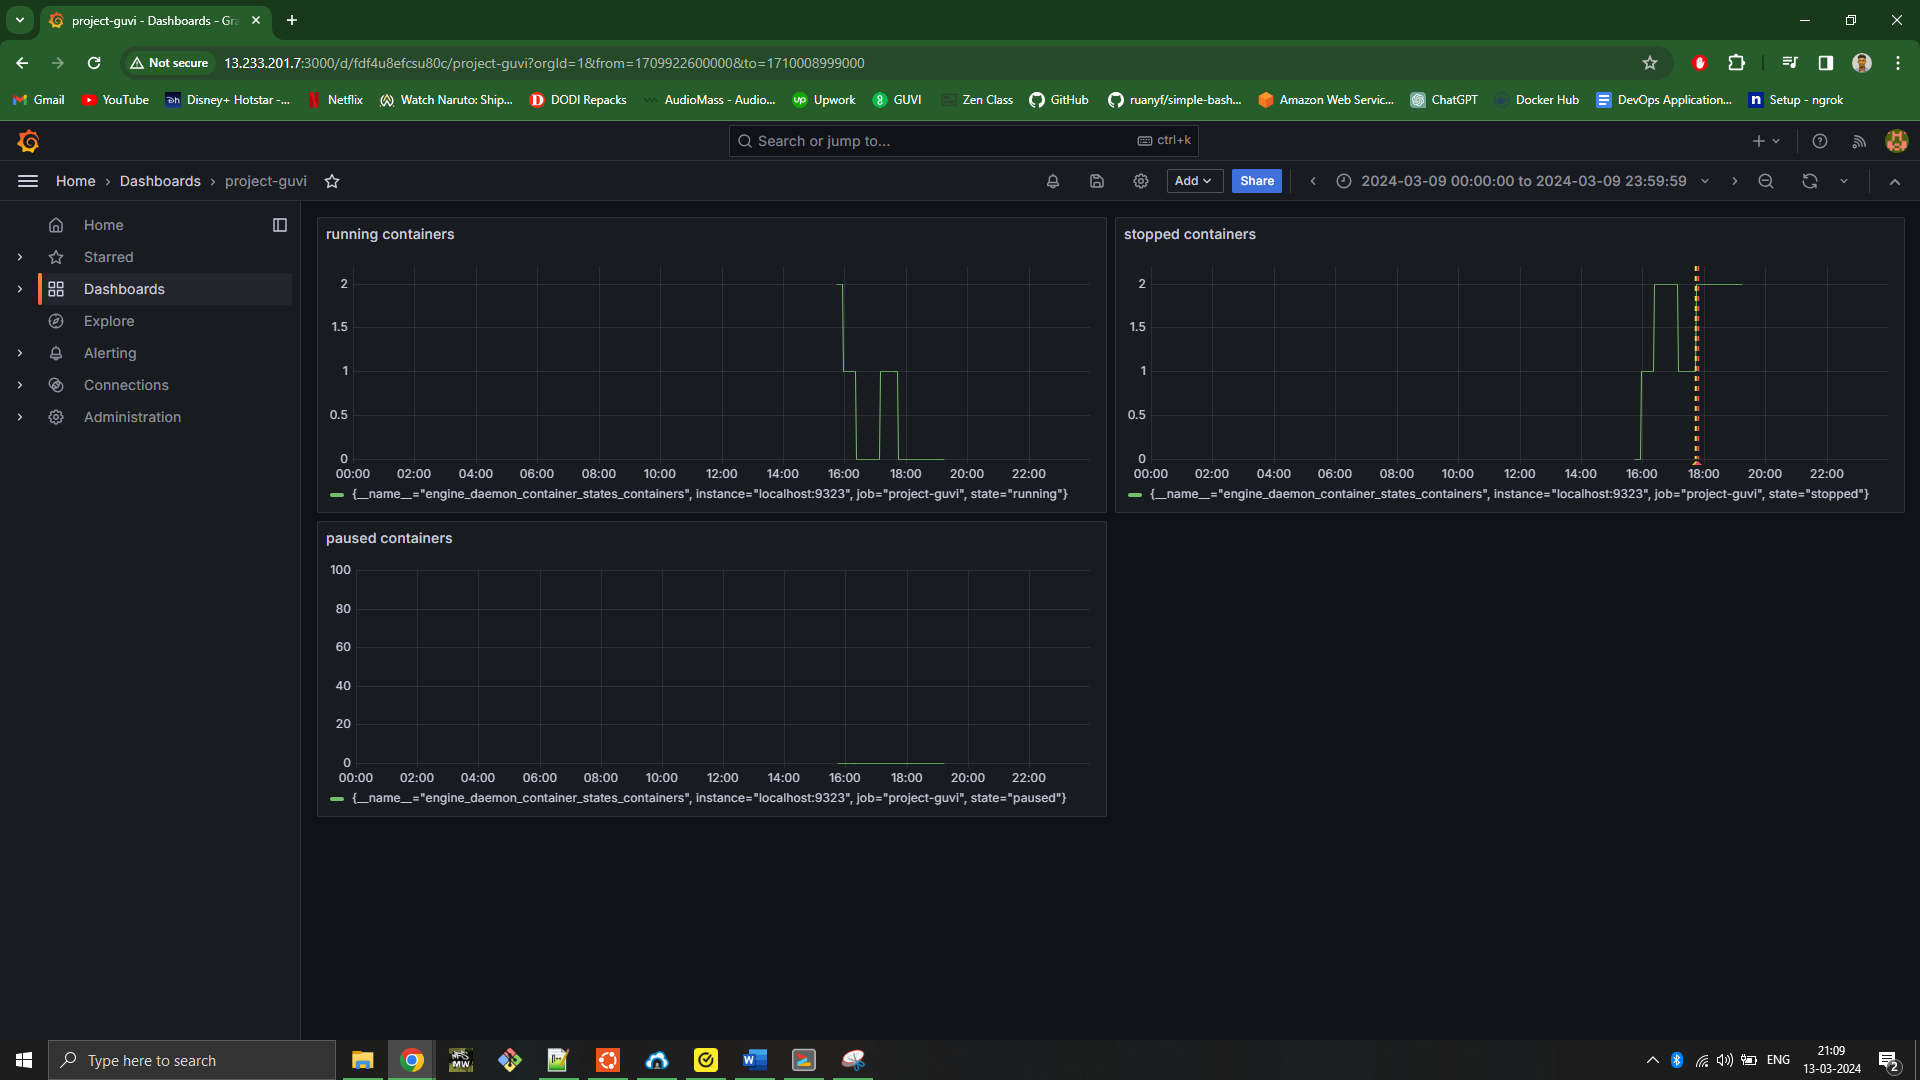 project-guvi - Dashboards - Gra
Not secure
13.233.201.7:3000/d/fdf4u8efcsu80c/project-guvi?orgId=1&from=1709922600000&to=1710008999000
Gmail YouTube Disney+ Hotstar -... Netflix Watch Naruto: Ship... DODI Repacks AudioMass - Audio... Upwork GUVI Zen Class GitHub ruanyf/simple-bash... Amazon Web Servic... ChatGPT Docker Hub DevOps Application... Setup - ngrok
Search or jump to... ctrl+k
Home › Dashboards › project-guvi Add Share 2024-03-09 00:00:00 to 2024-03-09 23:59:59
Home
Starred
Dashboards
Explore
Alerting
Connections
Administration
running containers
2
1.5
1
0.5
0
00:00 02:00 04:00 06:00 08:00 10:00 12:00 14:00 16:00 18:00 20:00 22:00
{__name__="engine_daemon_container_states_containers", instance="localhost:9323", job="project-guvi", state="running"}
stopped containers
2
1.5
1
0.5
0
00:00 02:00 04:00 06:00 08:00 10:00 12:00 14:00 16:00 18:00 20:00 22:00
{__name__="engine_daemon_container_states_containers", instance="localhost:9323", job="project-guvi", state="stopped"}
paused containers
100
80
60
40
20
0
00:00 02:00 04:00 06:00 08:00 10:00 12:00 14:00 16:00 18:00 20:00 22:00
{__name__="engine_daemon_container_states_containers", instance="localhost:9323", job="project-guvi", state="paused"}
Type here to search
ENG
21:09
13-03-2024
2